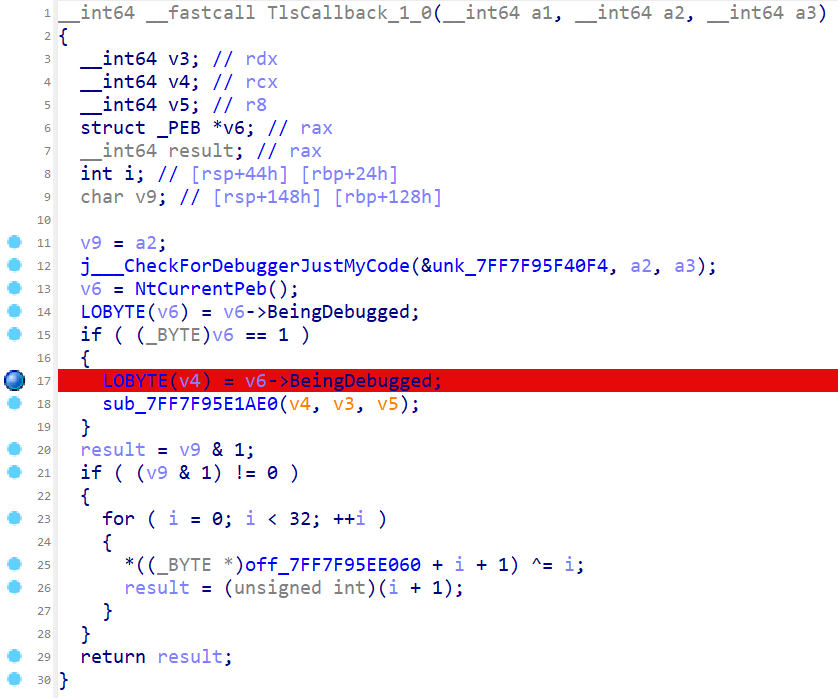 1 __int64 __fastcall TlsCallback_1_0(__int64 a1, __int64 a2, __int64 a3)
2 {
3 __int64 v3; // rdx
4 __int64 v4; // rcx
5 __int64 v5; // r8
6 struct _PEB *v6; // rax
7 __int64 result; // rax
8 int i; // [rsp+44h] [rbp+24h]
9 char v9; // [rsp+148h] [rbp+128h]
10
11 v9 = a2;
12 j___CheckForDebuggerJustMyCode(&unk_7FF7F95F40F4, a2, a3);
13 v6 = NtCurrentPeb();
14 LOBYTE(v6) = v6->BeingDebugged;
15 if ( (_BYTE)v6 == 1 )
16 {
17 LOBYTE(v4) = v6->BeingDebugged;
18 sub_7FF7F95E1AE0(v4, v3, v5);
19 }
20 result = v9 & 1;
21 if ( (v9 & 1) != 0 )
22 {
23 for ( i = 0; i < 32; ++i )
24 {
25 *((_BYTE *)off_7FF7F95EE060 + i + 1) ^= i;
26 result = (unsigned int)(i + 1);
27 }
28 }
29 return result;
30 }